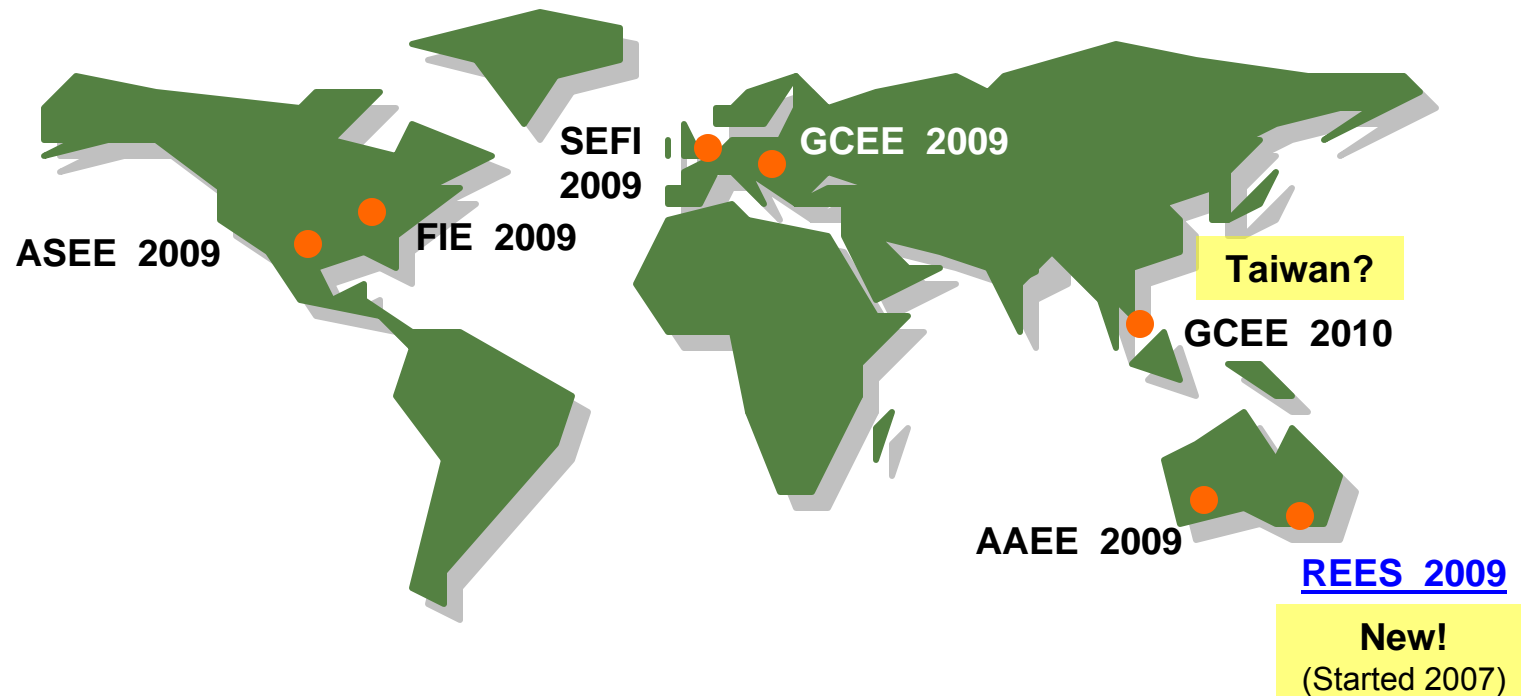 SEFI
2009
GCEE 2009
ASEE 2009
FIE 2009
Taiwan?
GCEE 2010
AAEE 2009
REES 2009
New!
(Started 2007)